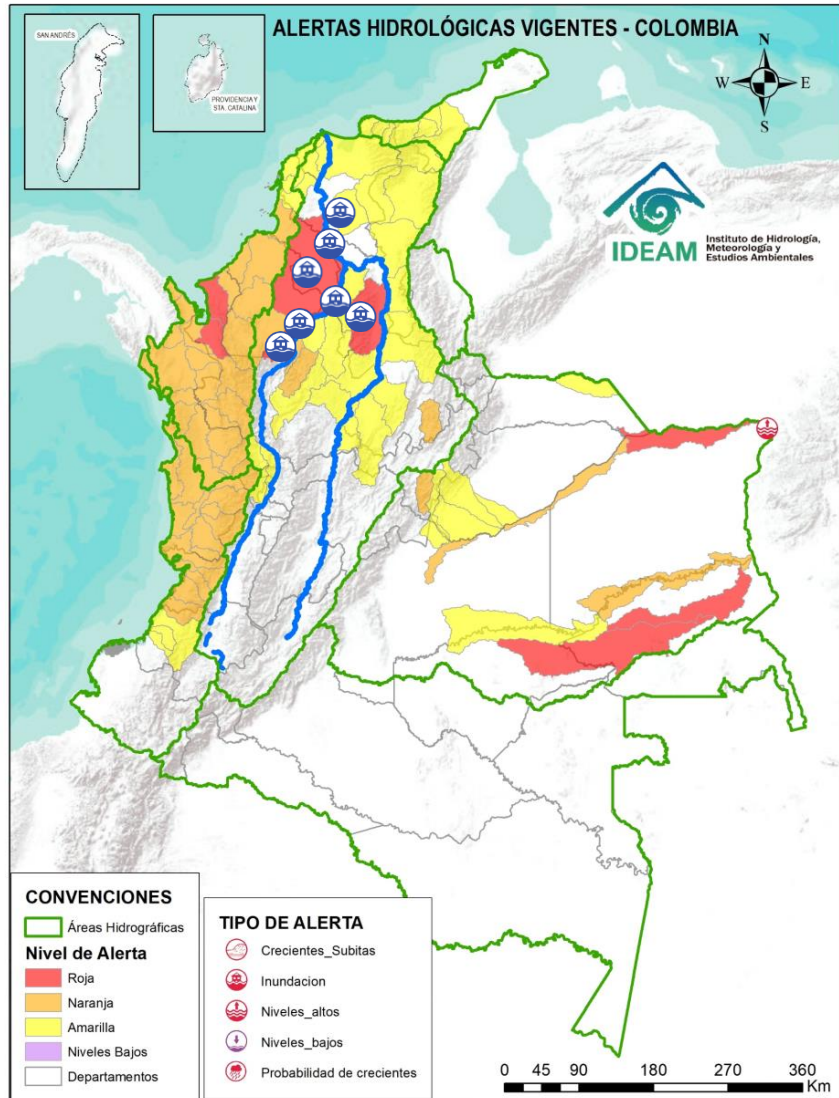 ALERTAS HIDROLÓGICAS VIGENTES - COLOMBIA
SAN ANDRÉS
PROVIDENCIA Y
STA. CATALINA
N
W
E
S
IDEAM
Instituto de Hidrología,
Meteorología y
Estudios Ambientales
CONVENCIONES
Áreas Hidrográficas
Nivel de Alerta
Roja
Naranja
Amarilla
Niveles Bajos
Departamentos
TIPO DE ALERTA
Crecientes_Subitas
Inundacion
Niveles_altos
Niveles_bajos
Probabilidad de crecientes
0 45 90 180 270 360
Km